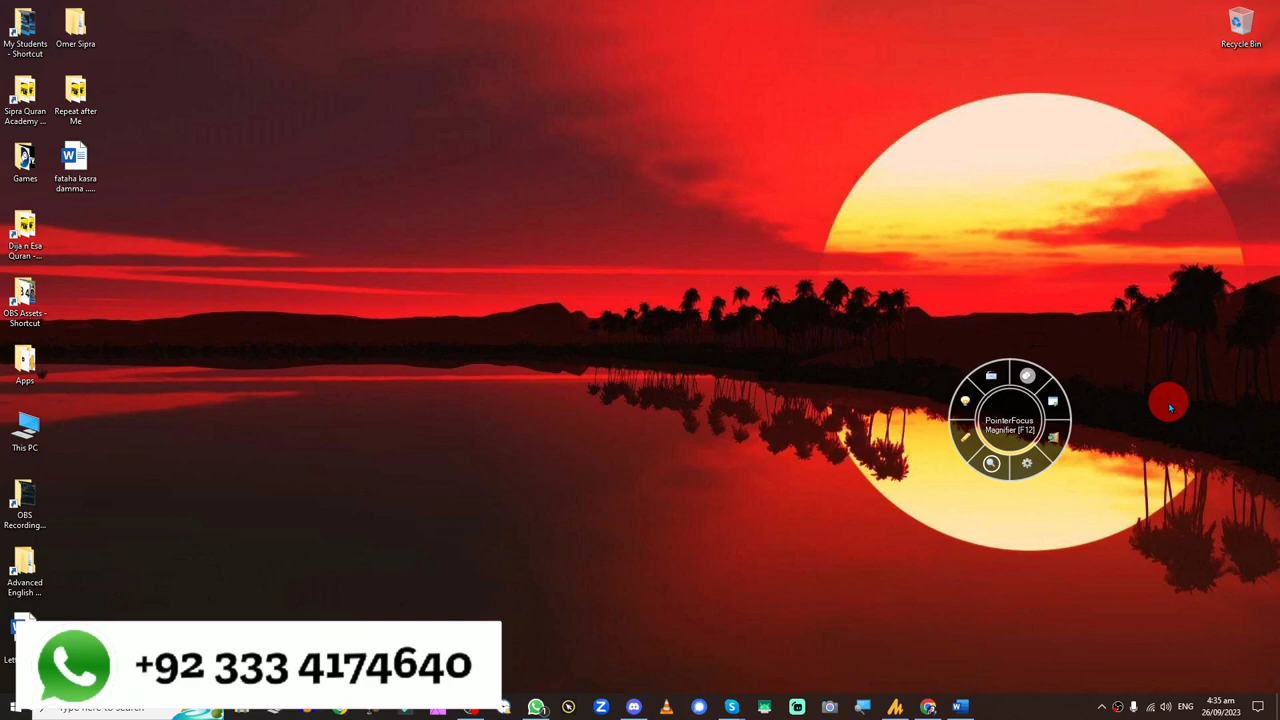 My Students
- Shortcut
Omer Sipra
Recycle Bin
Sipra Quran
Academy ...
Repeat after
Me
Games
fataha kasra
damma .....
Dija n Esa
Quran -...
OBS Assets -
Shortcut
Apps
PointerFocus
Magnifier [F12]
This PC
OBS
Recording...
Advanced
English ...
+92 333 4174640
ENG
4:35 am
26/09/2023